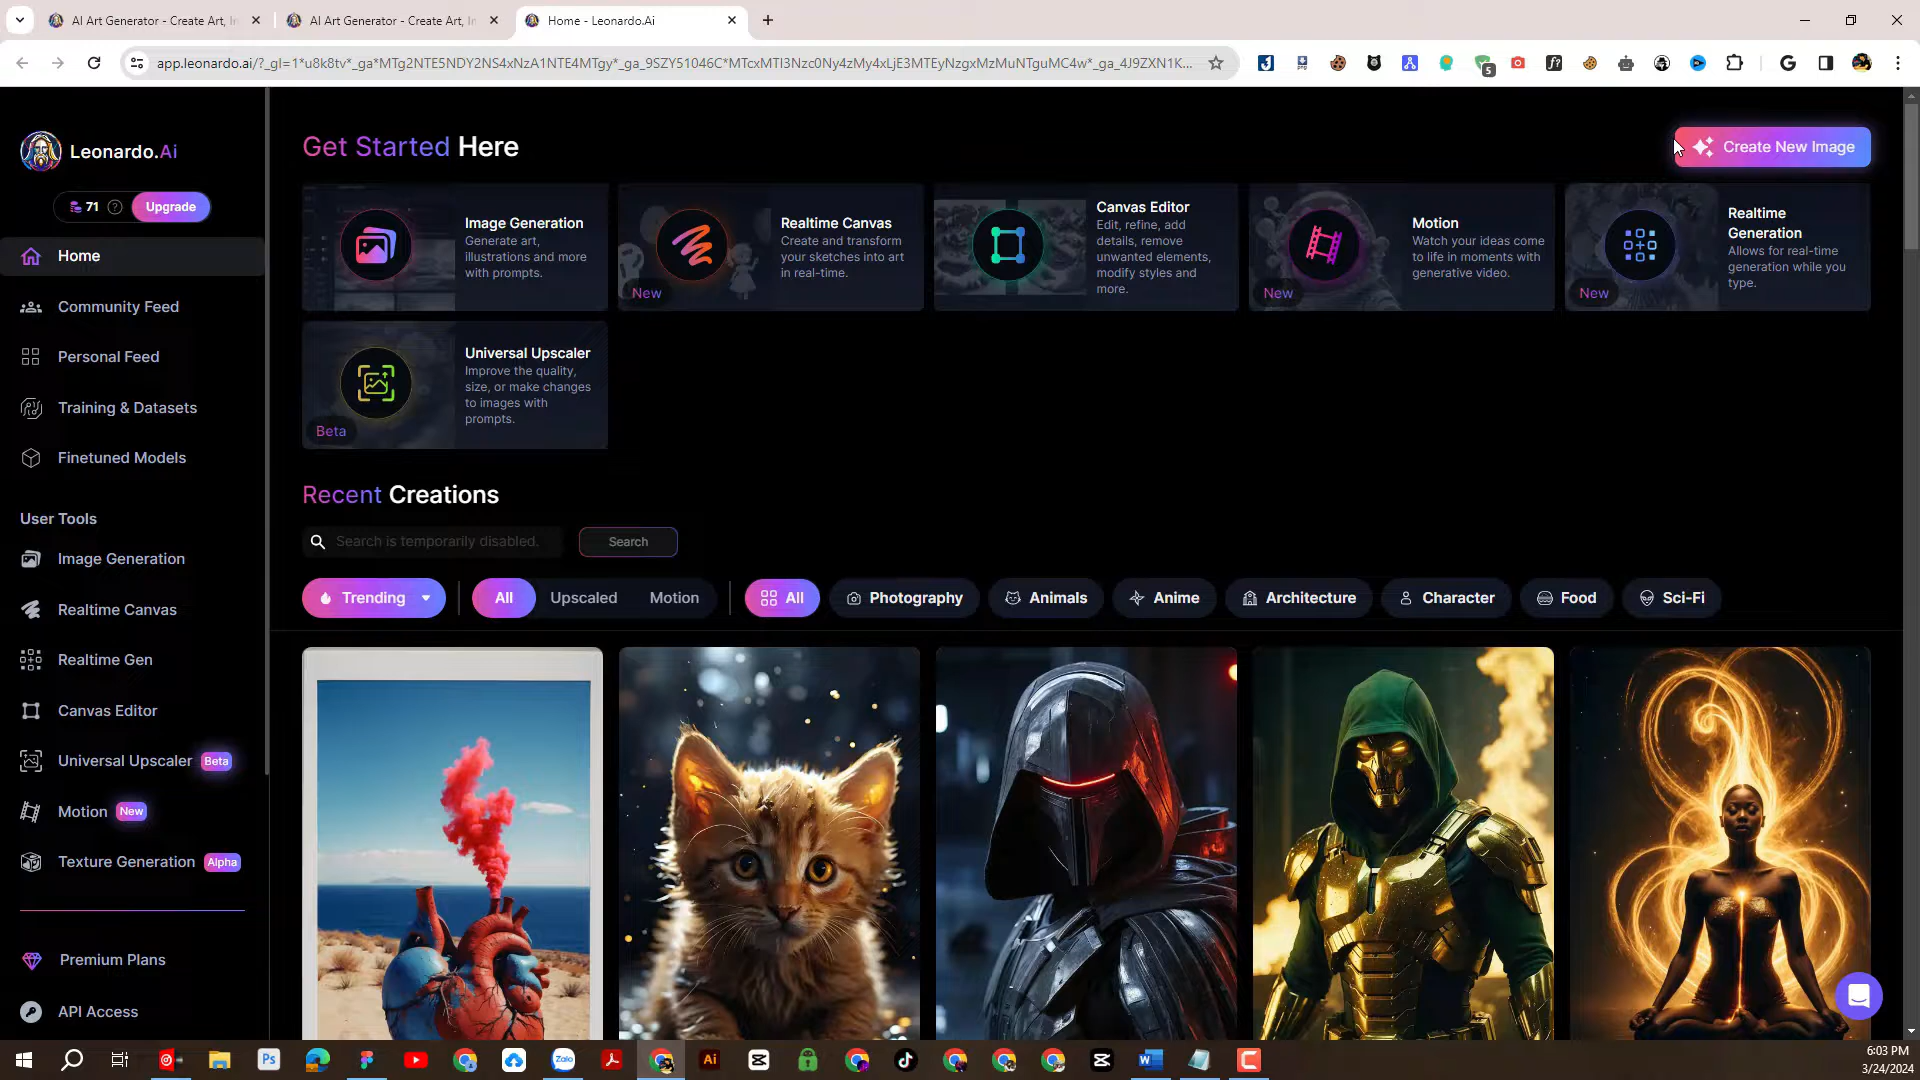 AI Art Generator - Create Art, I
AI Art Generator - Create Art, In
Home - Leonardo.Ai
app.leonardo.ai/?_gl=1*u8k8tv*_ga*MTg2NTE5NDY2NS4xNzA1NTE4MTgy*_ga_9SZY51046C*MTcxMTI3Nzc0Ny4zMy4xLjE3MTEyNzgxMzMuNTguMC4w*_ga_4J9ZXN1K...
Leonardo.Ai
71
Upgrade
Home
Community Feed
Personal Feed
Training & Datasets
Finetuned Models
User Tools
Image Generation
Realtime Canvas
Realtime Gen
Canvas Editor
Universal Upscaler Beta
Motion New
Texture Generation Alpha
Premium Plans
API Access
Get Started Here
Create New Image
Image Generation
Generate art,
illustrations and more
with prompts.
Realtime Canvas
Create and transform
your sketches into art
in real-time.
New
Canvas Editor
Edit, refine, add
details, remove
unwanted elements,
modify styles and
more.
Motion
Watch your ideas come
to life in moments with
generative video.
New
Realtime
Generation
Allows for real-time
generation while you
type.
New
Universal Upscaler
Improve the quality,
size, or make changes
to images with
prompts.
Beta
Recent Creations
Search is temporarily disabled.
Search
Trending
All
Upscaled
Motion
All
Photography
Animals
Anime
Architecture
Character
Food
Sci-Fi
Ps
Zalo
Ai
6:03 PM
3/24/2024